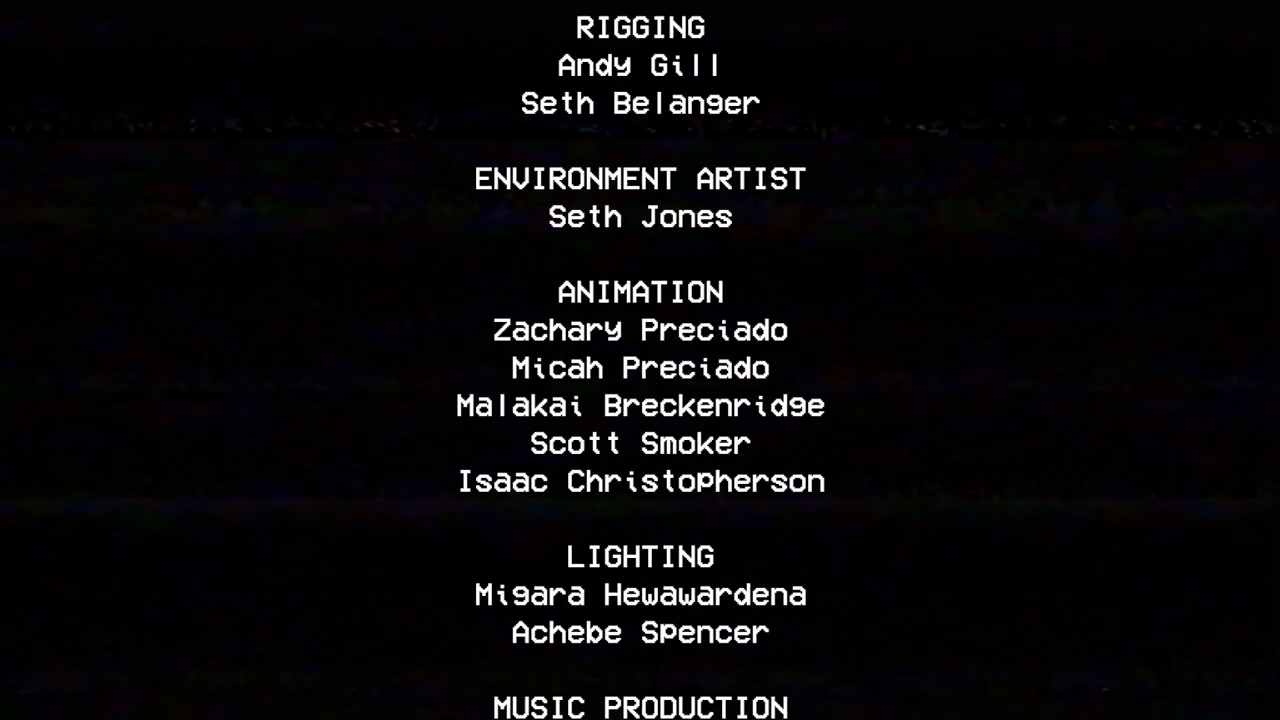 RIGGING
Andy Gill
Seth Belanger
ENVIRONMENT ARTIST
Seth Jones
ANIMATION
Zachary Preciado
Micah Preciado
Malakai Breckenridge
Scott Smoker
Isaac Christopherson
LIGHTING
Migara Hewawardena
Achebe Spencer
MUSIC PRODUCTION